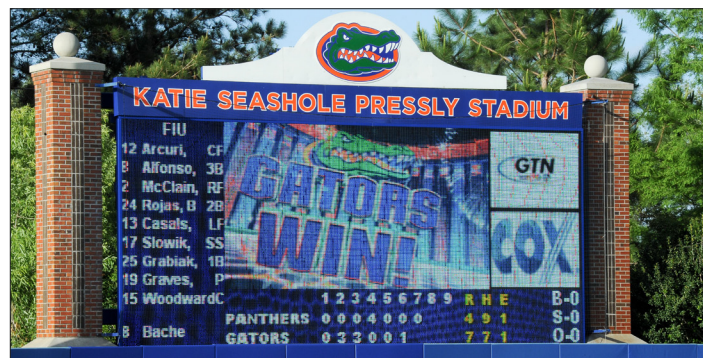 KATIE SEASHOLE PRESSLY STADIUM
FIU
12 Arcuri, CF
8 Alfonso, 3B
2 McClain, RF
24 Rojas, B 2B
13 Casals, LF
17 Slowik, SS
25 Grabiak, 1B
19 Graves, P
15 WoodwardC
8 Bache
GATORS
WIN!
GTN
COX
1 2 3 4 5 6 7 8 9 R H E
PANTHERS 0 0 0 4 0 0 0 4 9 1
GATORS 0 3 3 0 0 1 7 7 1
B-0
S-0
O-0